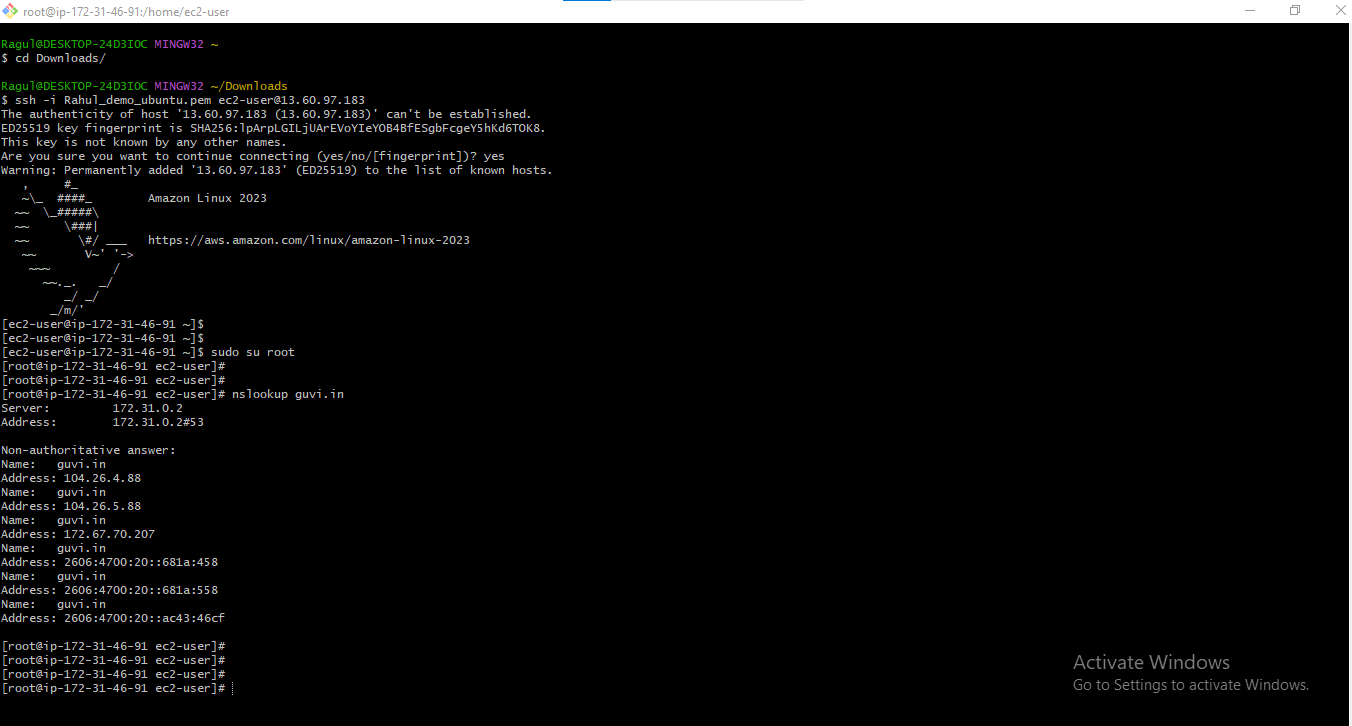 root@ip-172-31-46-91:/home/ec2-user
Ragul@DESKTOP-24D3IOC MINGW32 ~
$ cd Downloads/
Ragul@DESKTOP-24D3IOC MINGW32 ~/Downloads
$ ssh -i Rahul_demo_ubuntu.pem ec2-user@13.60.97.183
The authenticity of host '13.60.97.183 (13.60.97.183)' can't be established.
ED25519 key fingerprint is SHA256:lpArpLGILjUArEVoYIeYOB4BfESgbFcgeY5hKd6TOK8.
This key is not known by any other names.
Are you sure you want to continue connecting (yes/no/[fingerprint])? yes
Warning: Permanently added '13.60.97.183' (ED25519) to the list of known hosts.
   ,     #_
   ~\_  ####_        Amazon Linux 2023
  ~~  \_#####\
  ~~     \###|
  ~~       \#/ ___   https://aws.amazon.com/linux/amazon-linux-2023
   ~~       V~' '->
    ~~~         /
      ~~._.   _/
         _/ _/
       _/m/'
[ec2-user@ip-172-31-46-91 ~]$
[ec2-user@ip-172-31-46-91 ~]$
[ec2-user@ip-172-31-46-91 ~]$ sudo su root
[root@ip-172-31-46-91 ec2-user]#
[root@ip-172-31-46-91 ec2-user]#
[root@ip-172-31-46-91 ec2-user]# nslookup guvi.in
Server:         172.31.0.2
Address:        172.31.0.2#53
Non-authoritative answer:
Name:   guvi.in
Address: 104.26.4.88
Name:   guvi.in
Address: 104.26.5.88
Name:   guvi.in
Address: 172.67.70.207
Name:   guvi.in
Address: 2606:4700:20::681a:458
Name:   guvi.in
Address: 2606:4700:20::681a:558
Name:   guvi.in
Address: 2606:4700:20::ac43:46cf
[root@ip-172-31-46-91 ec2-user]#
[root@ip-172-31-46-91 ec2-user]#
[root@ip-172-31-46-91 ec2-user]#
[root@ip-172-31-46-91 ec2-user]#
Activate Windows
Go to Settings to activate Windows.